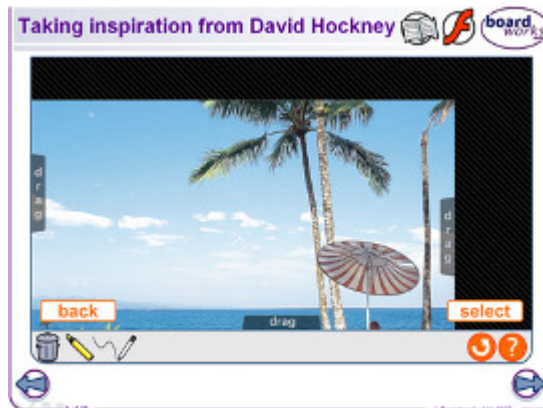 Taking inspiration from David Hockney
board
works
drag
drag
back
select
drag
?